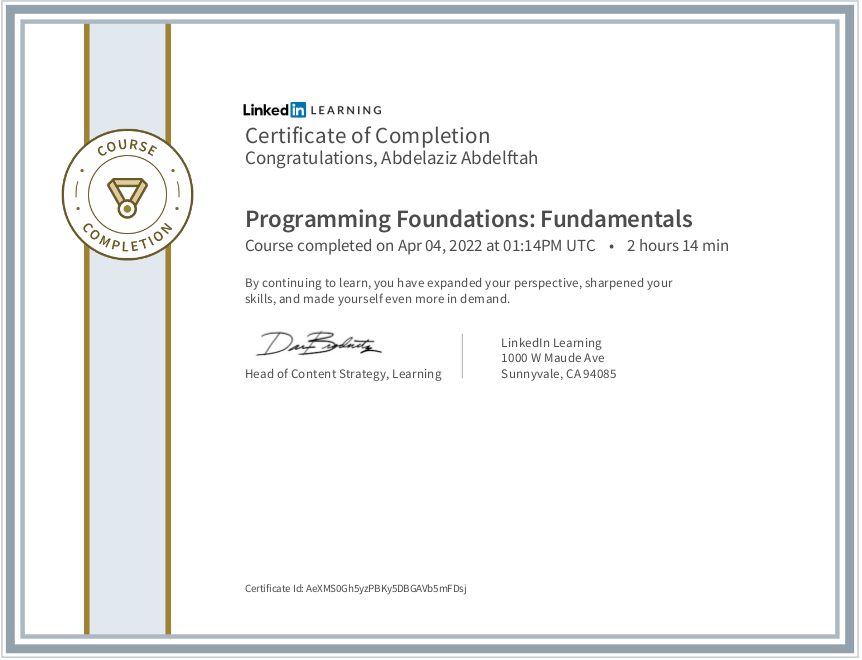 COURSE
COMPLETION
Linked in LEARNING
Certificate of Completion
Congratulations, Abdelaziz Abdelftah
Programming Foundations: Fundamentals
Course completed on Apr 04, 2022 at 01:14PM UTC • 2 hours 14 min
By continuing to learn, you have expanded your perspective, sharpened your
skills, and made yourself even more in demand.
Head of Content Strategy, Learning
LinkedIn Learning
1000 W Maude Ave
Sunnyvale, CA 94085
Certificate Id: AeXMS0Gh5yzPBKy5DBGAVb5mFDsj